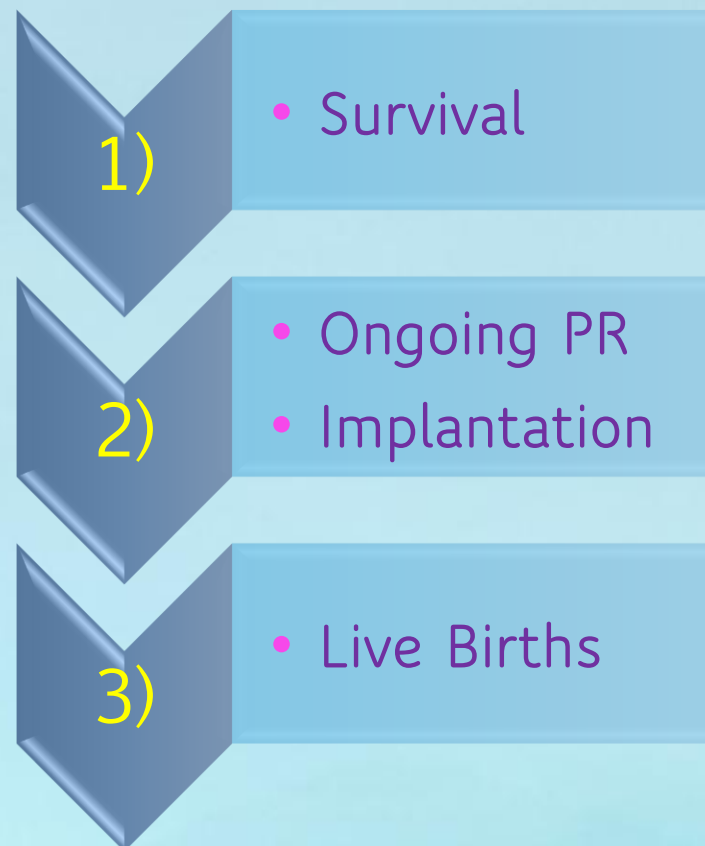 1)
• Survival
2)
• Ongoing PR
• Implantation
3)
• Live Births